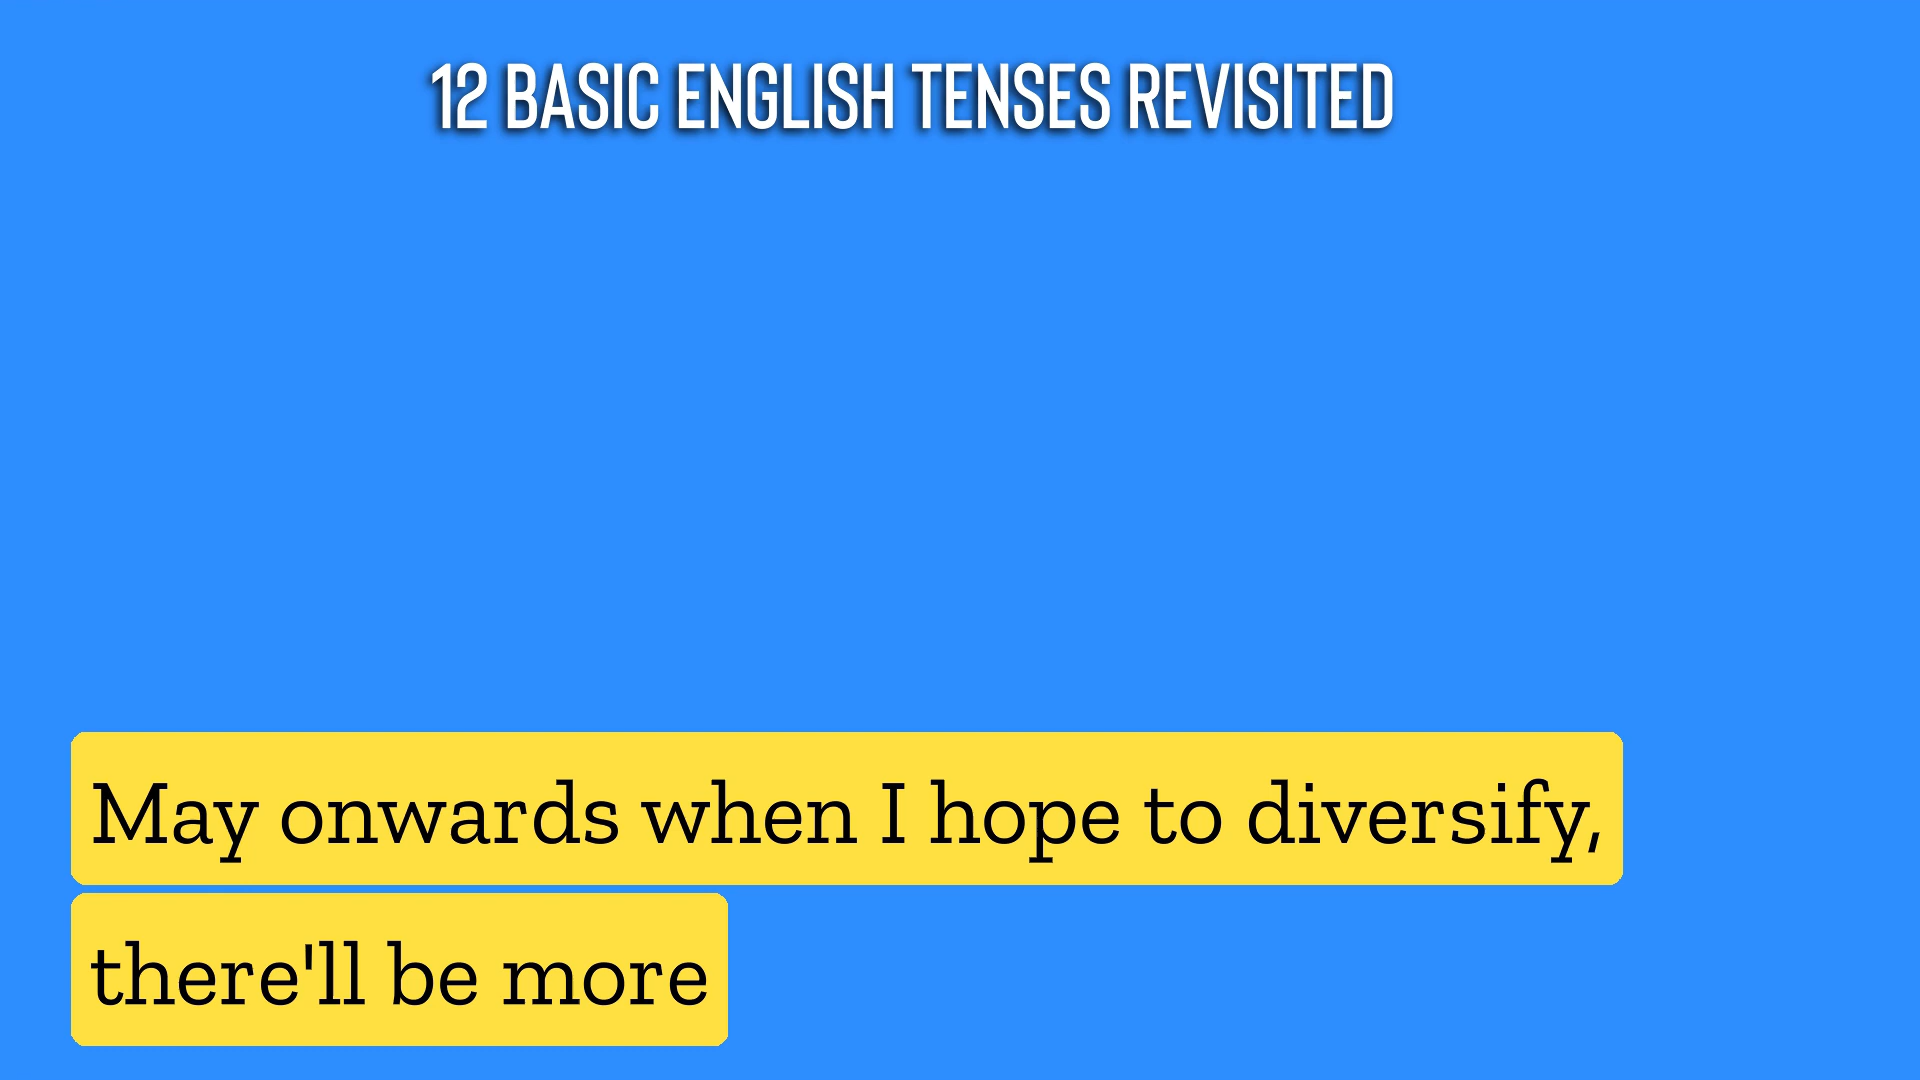 12 BASIC ENGLISH TENSES REVISITED
May onwards when I hope to diversify,
there'll be more